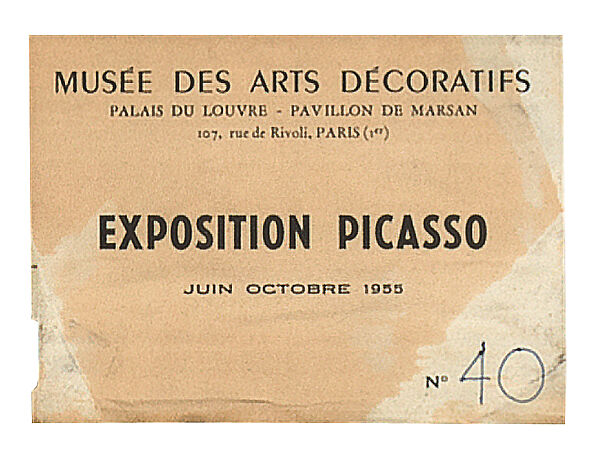 MUSÉE DES ARTS DÉCORATIFS
PALAIS DU LOUVRE - PAVILLON DE MARSAN
107, rue de Rivoli, PARIS (1er)
EXPOSITION PICASSO
JUIN OCTOBRE 1955
N° 40